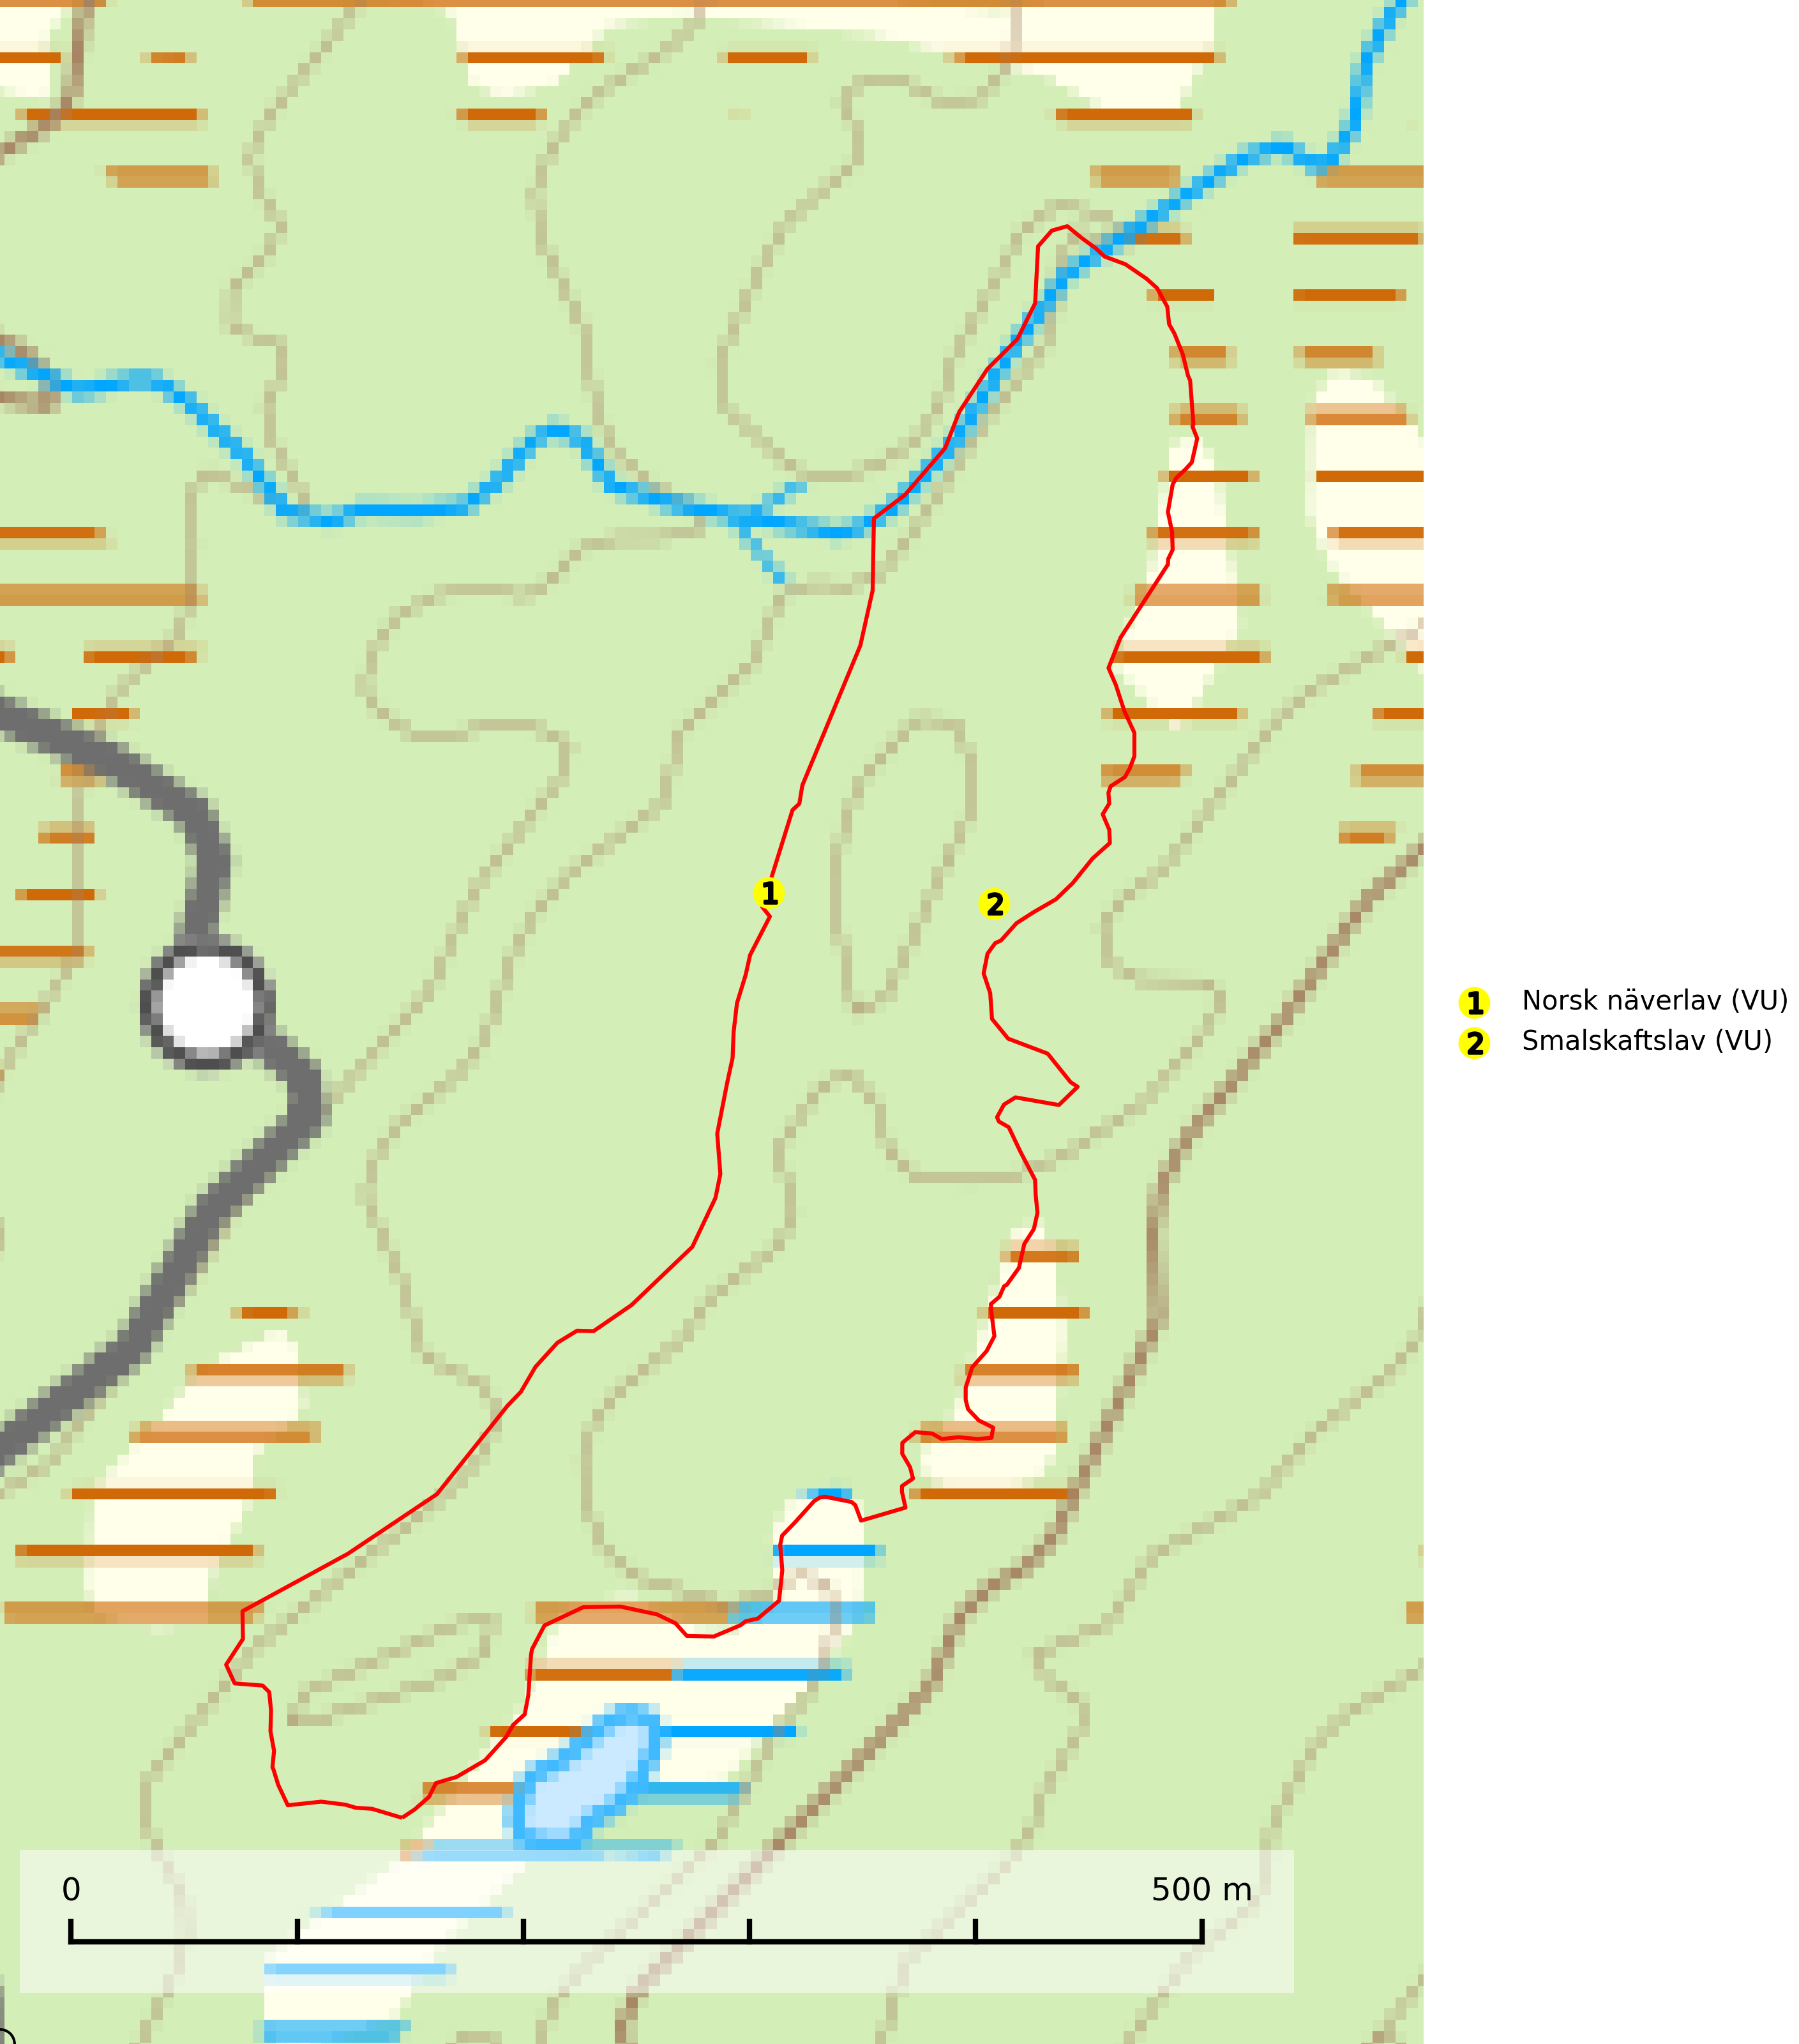 1
2
1 Norsk näverlav (VU)
2 Smalskaftslav (VU)
0 500 m